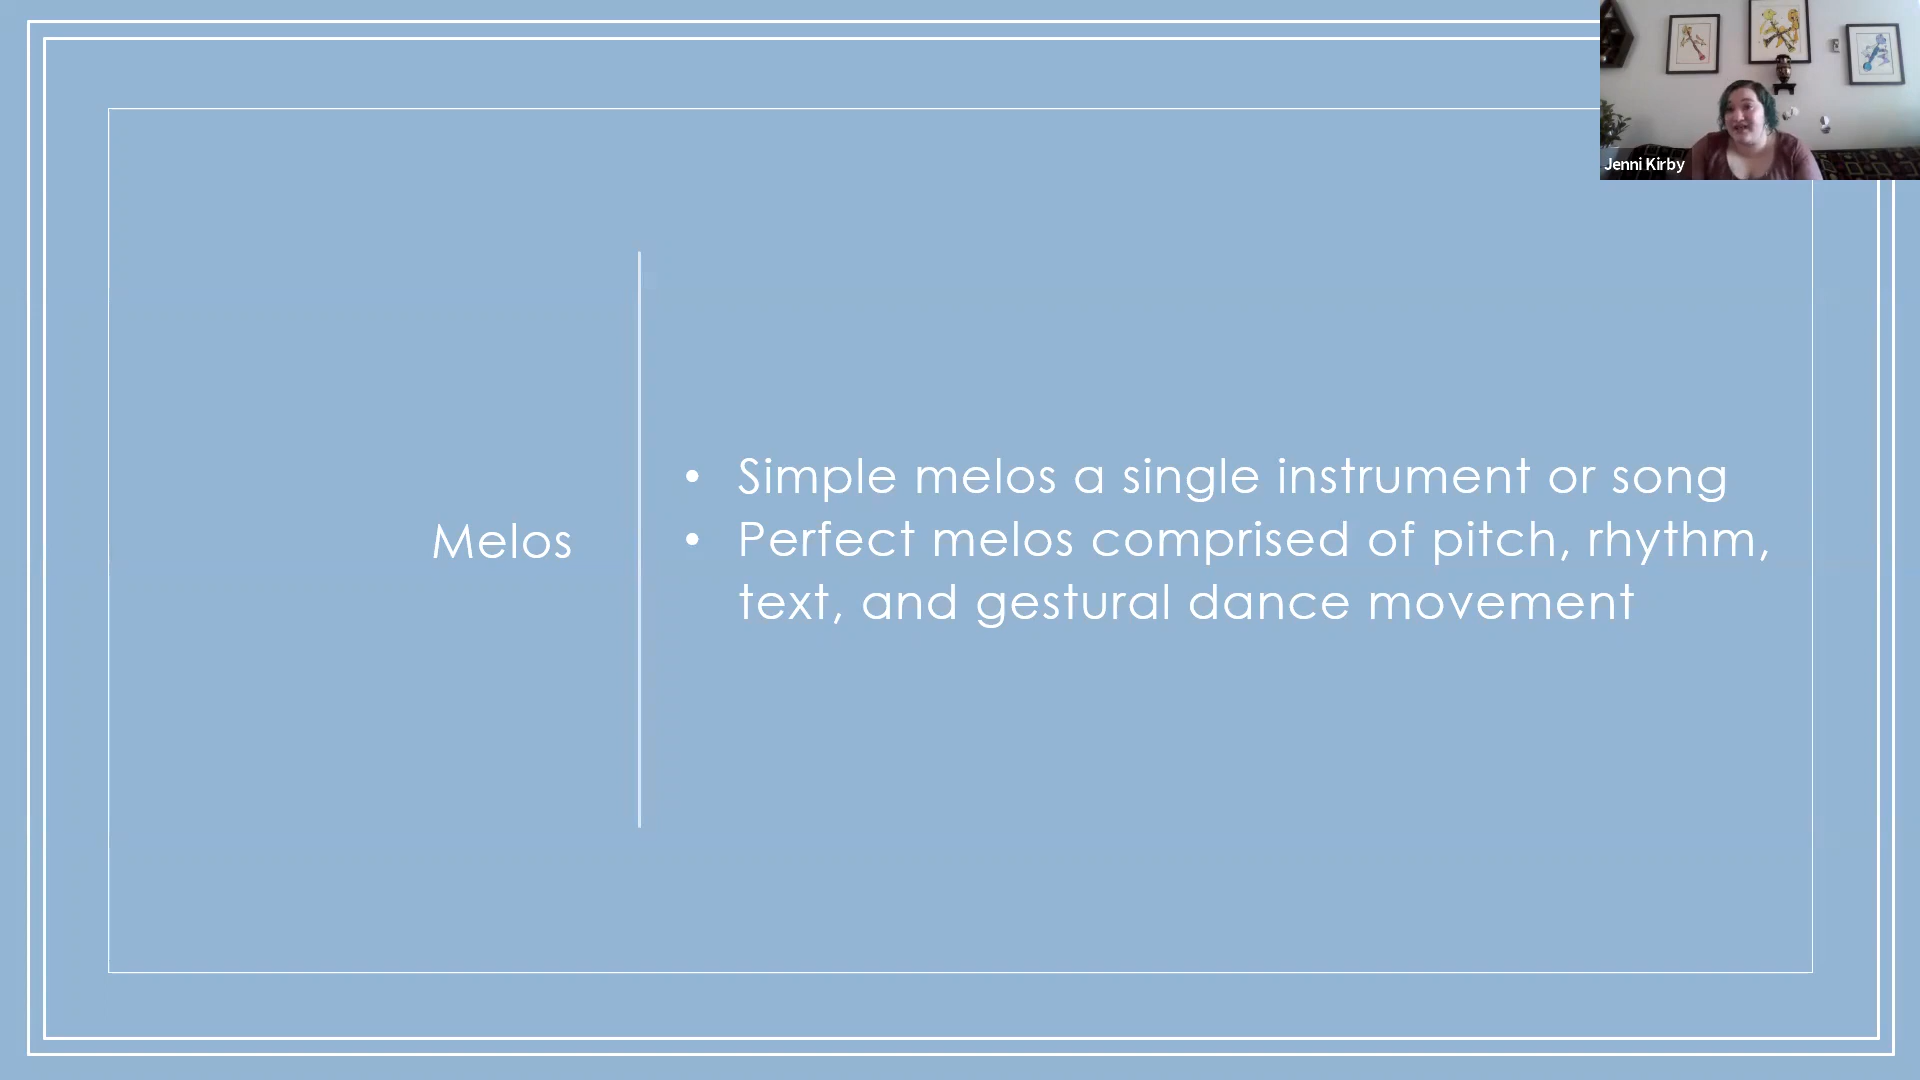 Jenni Kirby
Melos
• Simple melos a single instrument or song
• Perfect melos comprised of pitch, rhythm,
text, and gestural dance movement